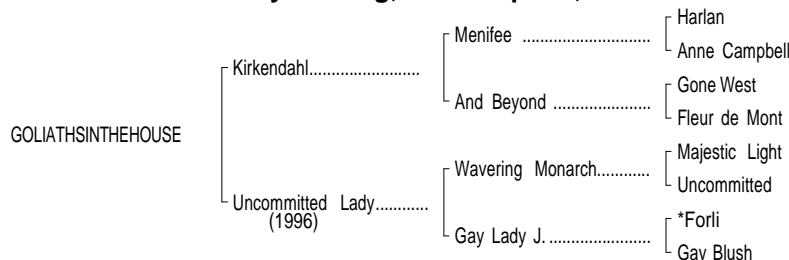 Harlan
Menifee ............................
Anne Campbell
Kirkendahl.........................
Gone West
And Beyond ......................
Fleur de Mont
GOLIATHSINTHEHOUSE
Majestic Light
Wavering Monarch............
Uncommitted
Uncommitted Lady............
(1996)
*Forli
Gay Lady J. .......................
Gay Blush